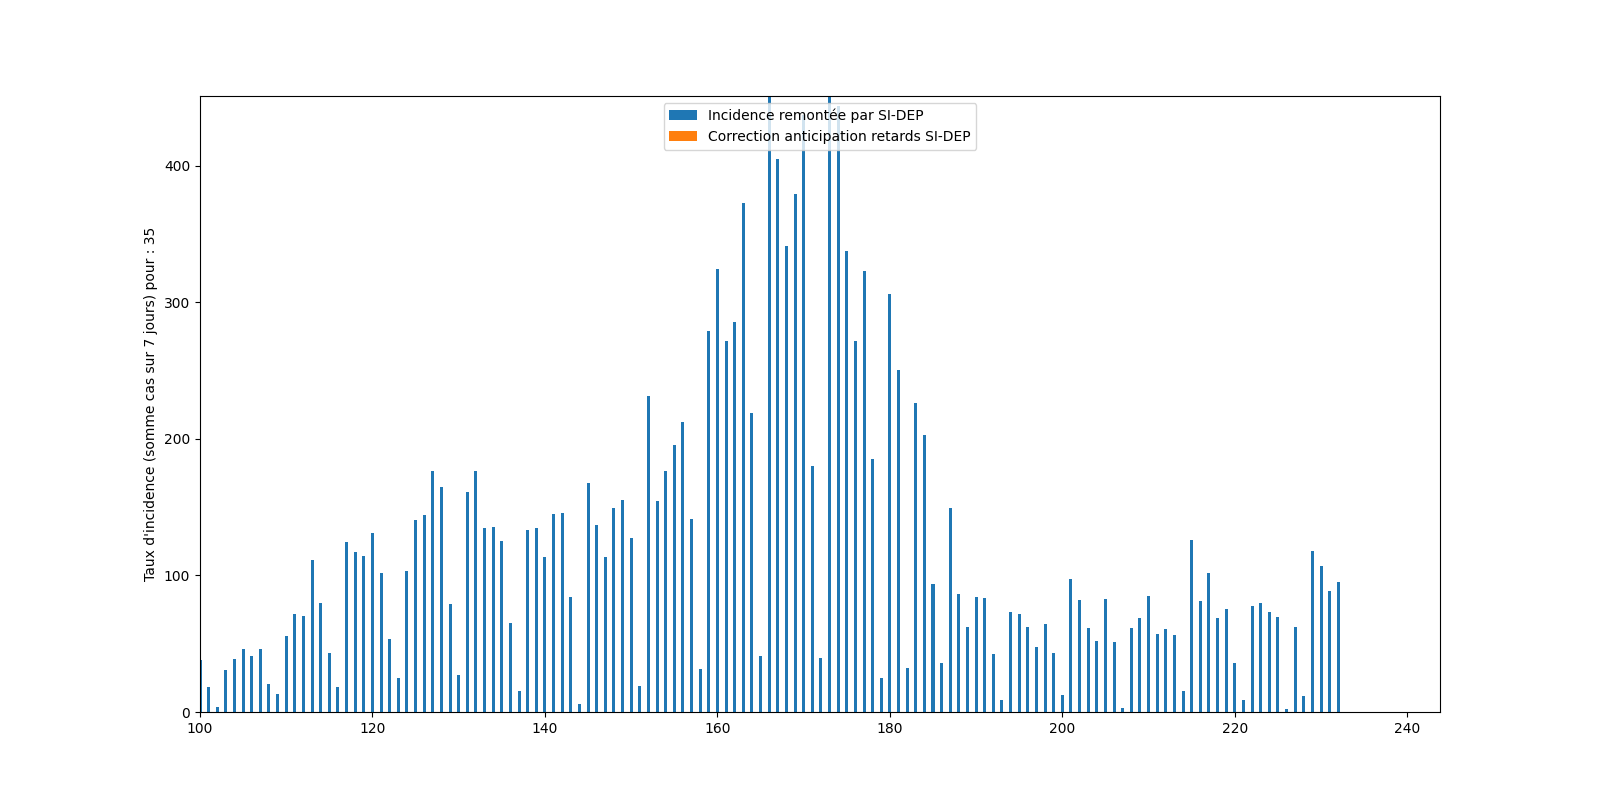 Incidence remontée par SI-DEP
Correction anticipation retards SI-DEP
Taux d'incidence (somme cas sur 7 jours) pour : 35
400
300
200
100
0
100 120 140 160 180 200 220 240